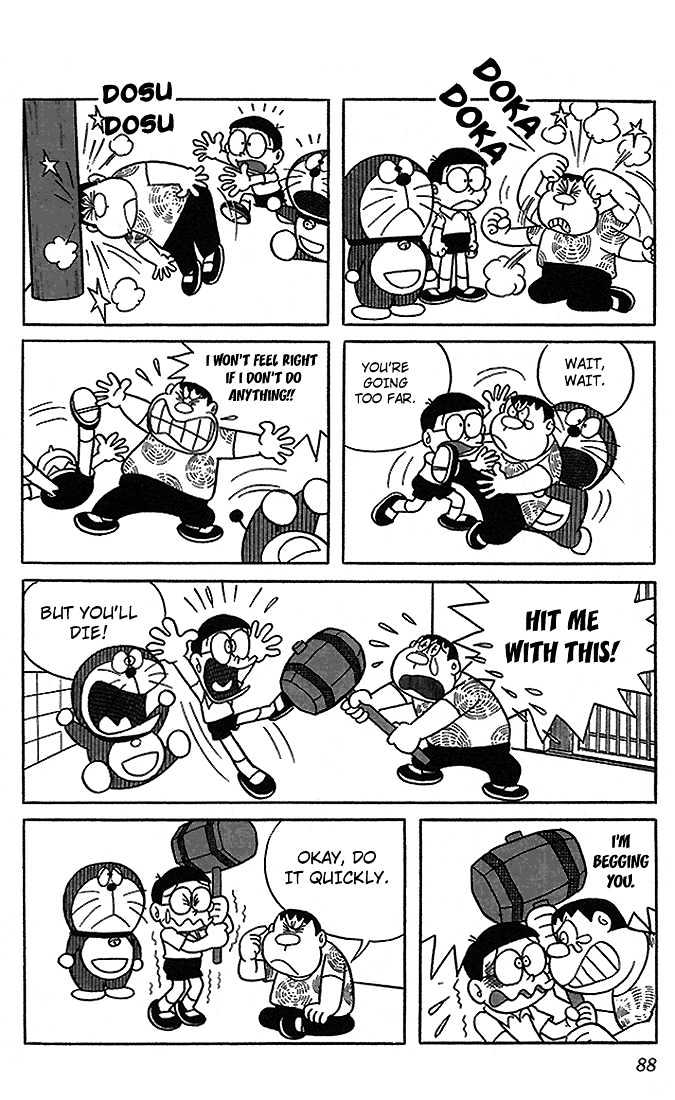 DOKA
DOKA
DOSU
DOSU
WAIT,
WAIT.
YOU'RE
GOING
TOO FAR.
I WON'T FEEL RIGHT
IF I DON'T DO
ANYTHING!!
HIT ME
WITH THIS!
BUT YOU'LL
DIE!
I'M
BEGGING
YOU.
OKAY, DO
IT QUICKLY.
88